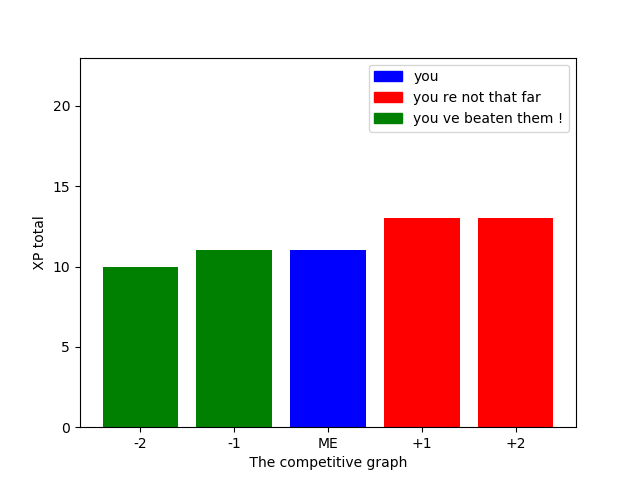 you
you re not that far
you ve beaten them !
20
15
10
5
0
XP total
-2 -1 ME +1 +2
The competitive graph